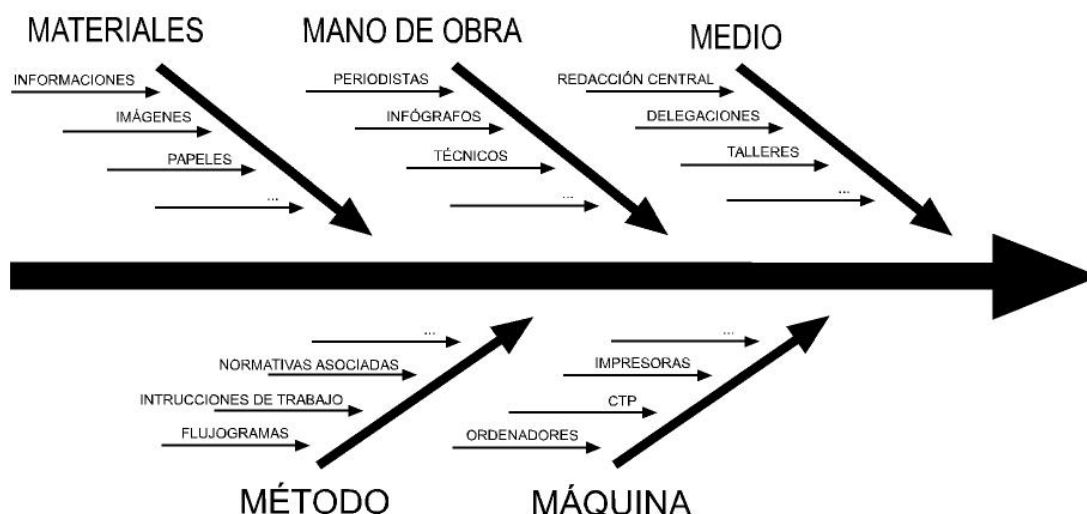 MATERIALES
INFORMACIONES
IMÁGENES
PAPELES
...
MANO DE OBRA
PERIODISTAS
INFÓGRAFOS
TÉCNICOS
...
MEDIO
REDACCIÓN CENTRAL
DELEGACIONES
TALLERES
...
...
NORMATIVAS ASOCIADAS
INTRUCCIONES DE TRABAJO
FLUJOGRAMAS
MÉTODO
...
IMPRESORAS
CTP
ORDENADORES
MÁQUINA